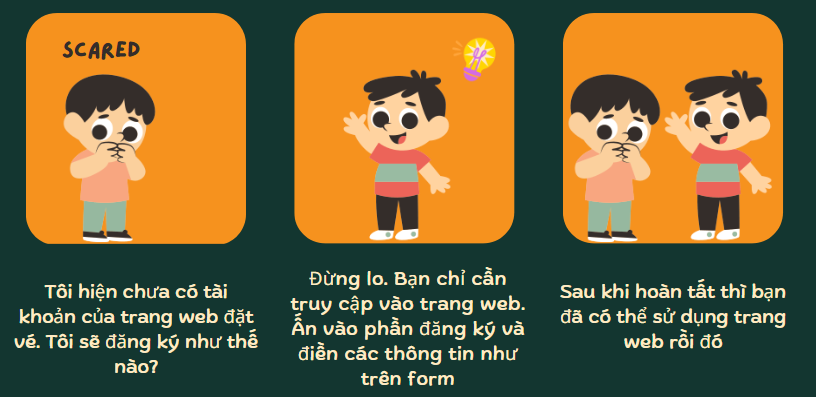 SCARED
Tôi hiện chưa có tài
khoản của trang web đặt
vé. Tôi sẽ đăng ký như thế
nào?
Đừng lo. Bạn chỉ cần
truy cập vào trang web.
Ấn vào phần đăng ký và
điền các thông tin như
trên form
Sau khi hoàn tất thì bạn
đã có thể sử dụng trang
web rồi đó